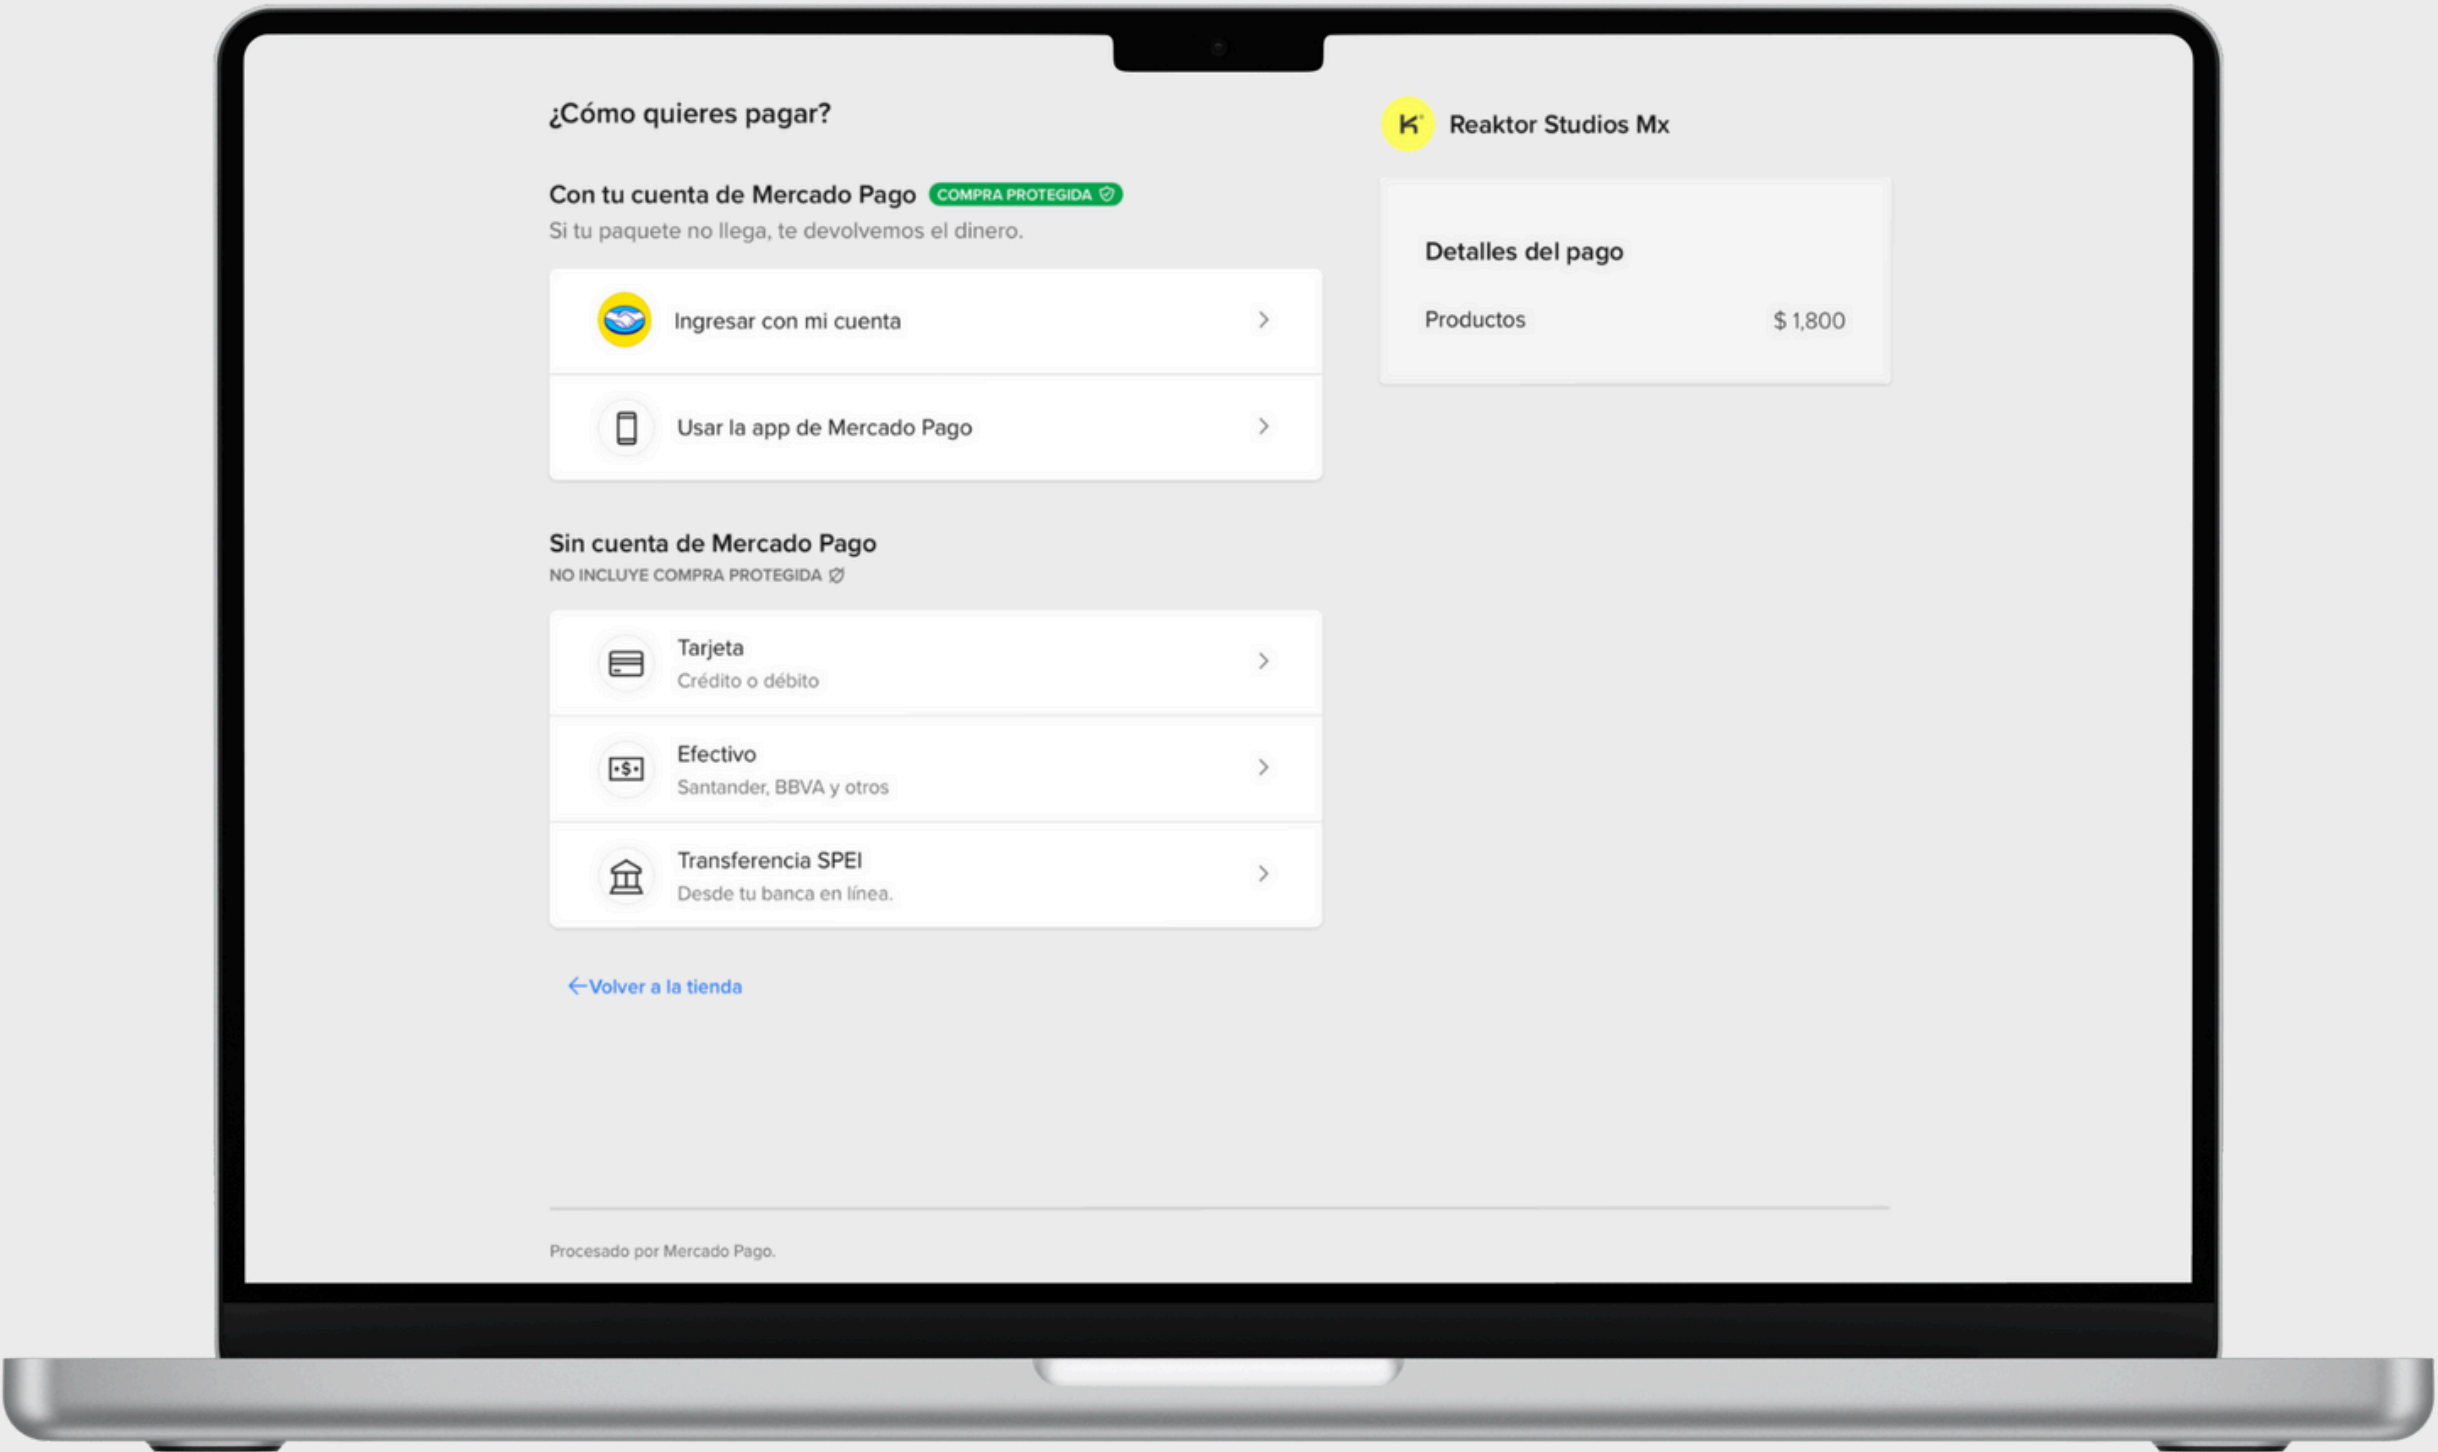 ¿Cómo quieres pagar?
Con tu cuenta de Mercado Pago COMPRA PROTEGIDA
Si tu paquete no llega, te devolvemos el dinero.
Ingresar con mi cuenta
Usar la app de Mercado Pago
Sin cuenta de Mercado Pago
NO INCLUYE COMPRA PROTEGIDA
Tarjeta
Crédito o débito
Efectivo
Santander, BBVA y otros
Transferencia SPEI
Desde tu banca en línea.
Volver a la tienda
Reaktor Studios Mx
Detalles del pago
Productos $ 1,800
Procesado por Mercado Pago.